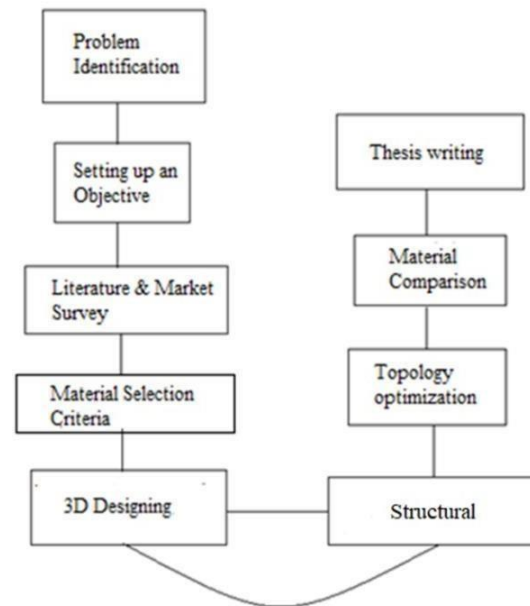 Problem
Identification
Setting up an
Objective
Literature & Market
Survey
Material Selection
Criteria
3D Designing
Structural
Topology
optimization
Material
Comparison
Thesis writing